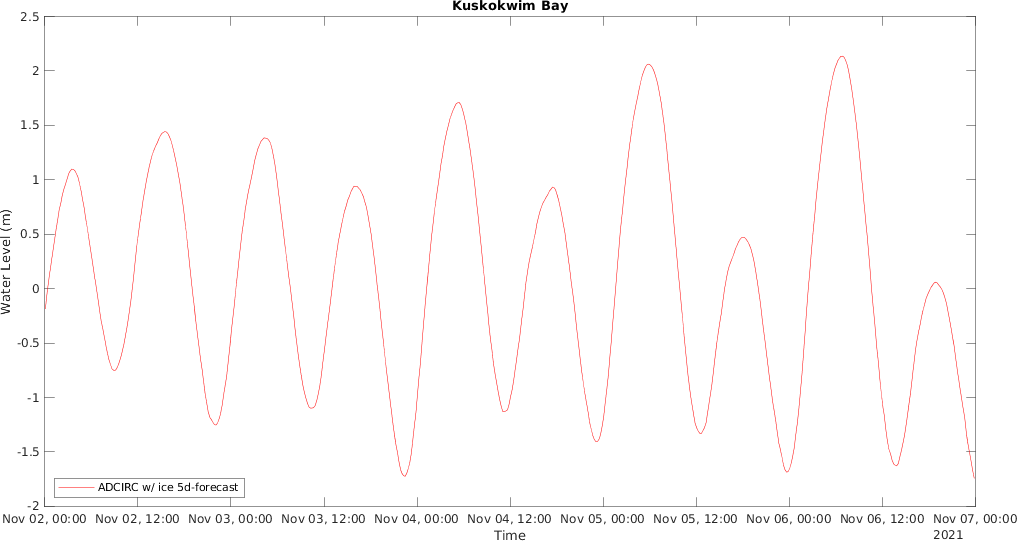 Kuskokwim Bay
2.5
2
1.5
1
0.5
0
-0.5
-1
-1.5
-2
Water Level (m)
ADCIRC w/ ice 5d-forecast
Nov 02, 00:00 Nov 02, 12:00 Nov 03, 00:00 Nov 03, 12:00 Nov 04, 00:00 Nov 04, 12:00 Nov 05, 00:00 Nov 05, 12:00 Nov 06, 00:00 Nov 06, 12:00 Nov 07, 00:00
Time
2021